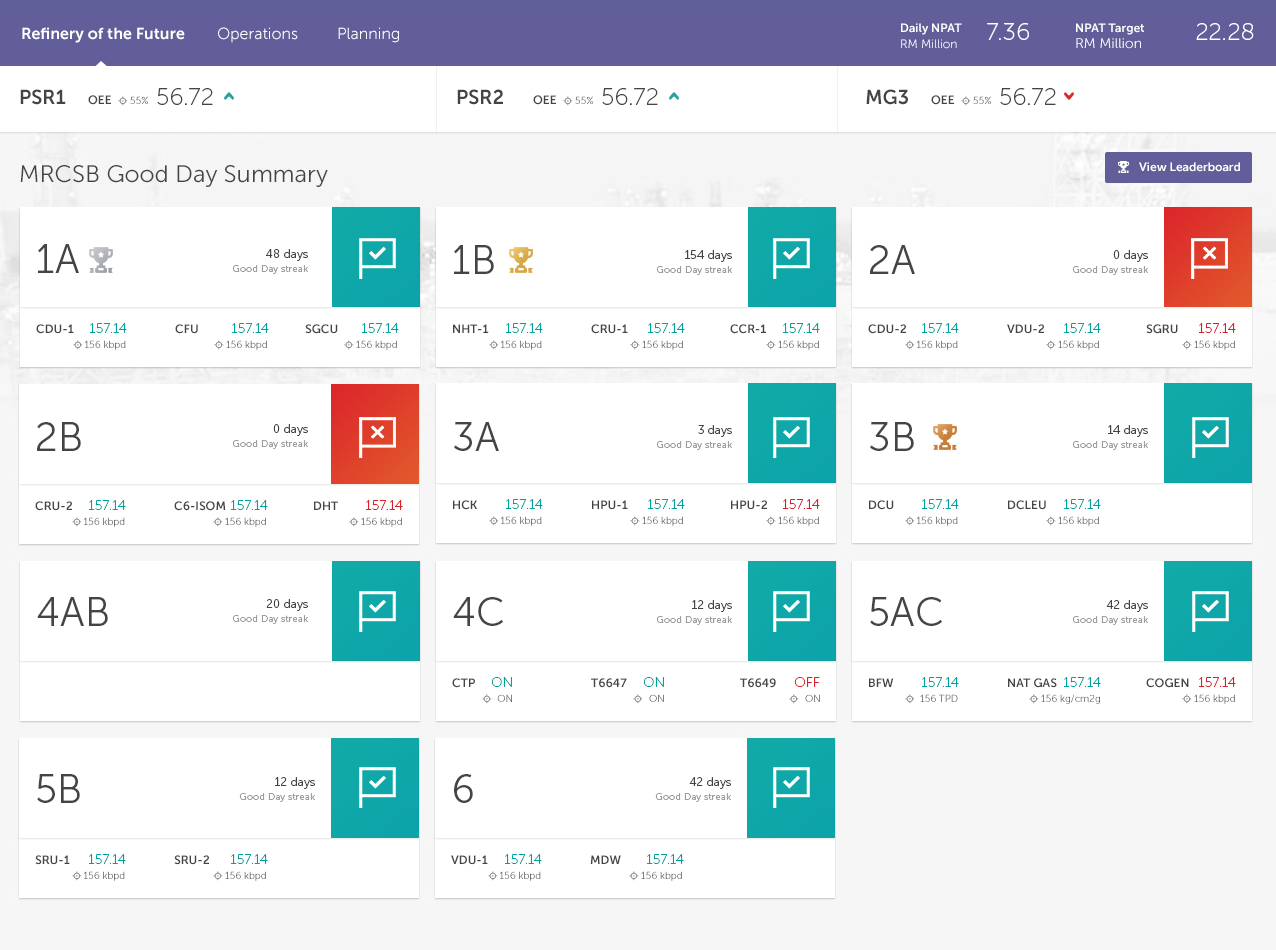 Refinery of the Future Operations Planning Daily NPAT RM Million 7.36 NPAT Target RM Million 22.28
PSR1 OEE 55% 56.72 PSR2 OEE 55% 56.72 MG3 OEE 55% 56.72
MRCSB Good Day Summary View Leaderboard
1A 48 days
Good Day streak
CDU-1 157.14 CFU 157.14 SGCU 157.14
156 kbpd 156 kbpd 156 kbpd
1B 154 days
Good Day streak
NHT-1 157.14 CRU-1 157.14 CCR-1 157.14
156 kbpd 156 kbpd 156 kbpd
2A 0 days
Good Day streak
CDU-2 157.14 VDU-2 157.14 SGRU 157.14
156 kbpd 156 kbpd 156 kbpd
2B 0 days
Good Day streak
CRU-2 157.14 C6-ISOM 157.14 DHT 157.14
156 kbpd 156 kbpd 156 kbpd
3A 3 days
Good Day streak
HCK 157.14 HPU-1 157.14 HPU-2 157.14
156 kbpd 156 kbpd 156 kbpd
3B 14 days
Good Day streak
DCU 157.14 DCLEU 157.14
156 kbpd 156 kbpd
4AB 20 days
Good Day streak
4C 12 days
Good Day streak
CTP ON T6647 ON T6649 OFF
ON ON ON
5AC 42 days
Good Day streak
BFW 157.14 NAT GAS 157.14 COGEN 157.14
156 TPD 156 kg/cm2g 156 kbpd
5B 12 days
Good Day streak
SRU-1 157.14 SRU-2 157.14
156 kbpd 156 kbpd
6 42 days
Good Day streak
VDU-1 157.14 MDW 157.14
156 kbpd 156 kbpd